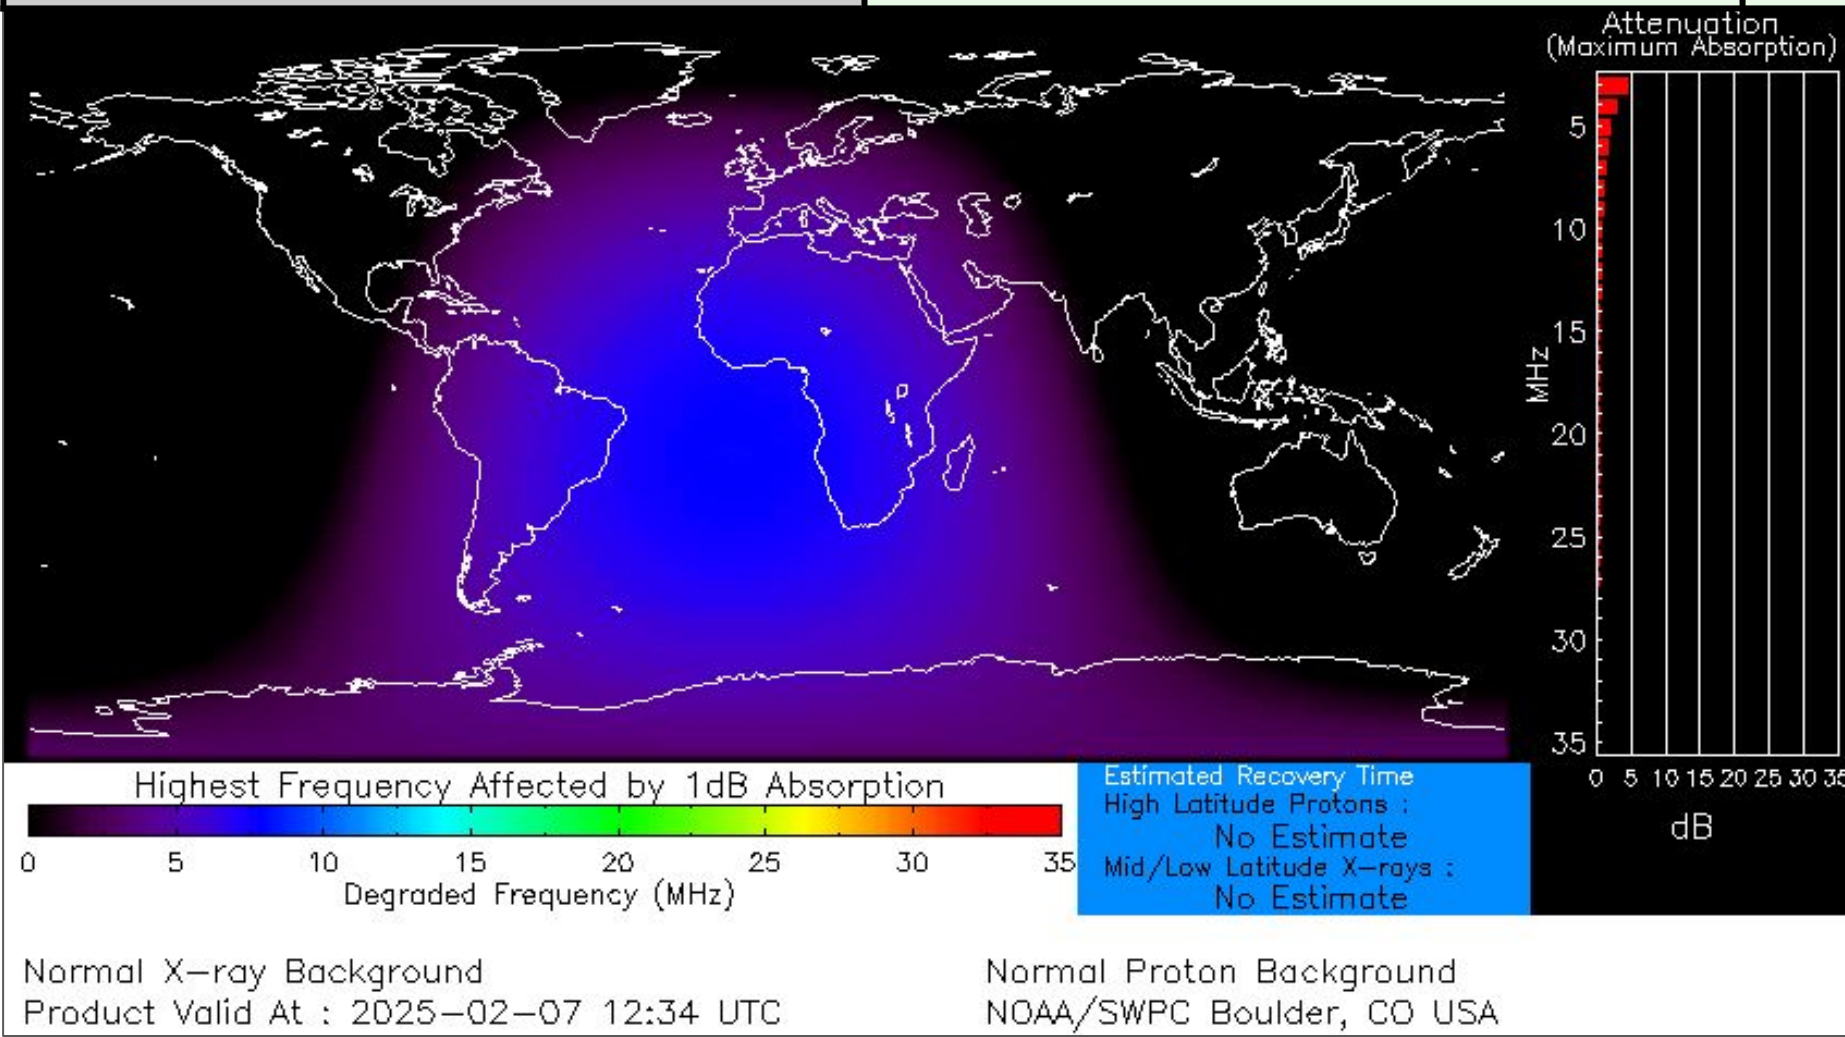 Attenuation
(Maximum Absorption)
5
10
15
20
25
30
35
MHz
0 5 10 15 20 25 30 35
dB
Highest Frequency Affected by 1dB Absorption
0 5 10 15 20 25 30 35
Degraded Frequency (MHz)
Estimated Recovery Time
High Latitude Protons :
No Estimate
Mid/Low Latitude X-rays :
No Estimate
Normal X-ray Background
Product Valid At : 2025-02-07 12:34 UTC
Normal Proton Background
NOAA/SWPC Boulder, CO USA